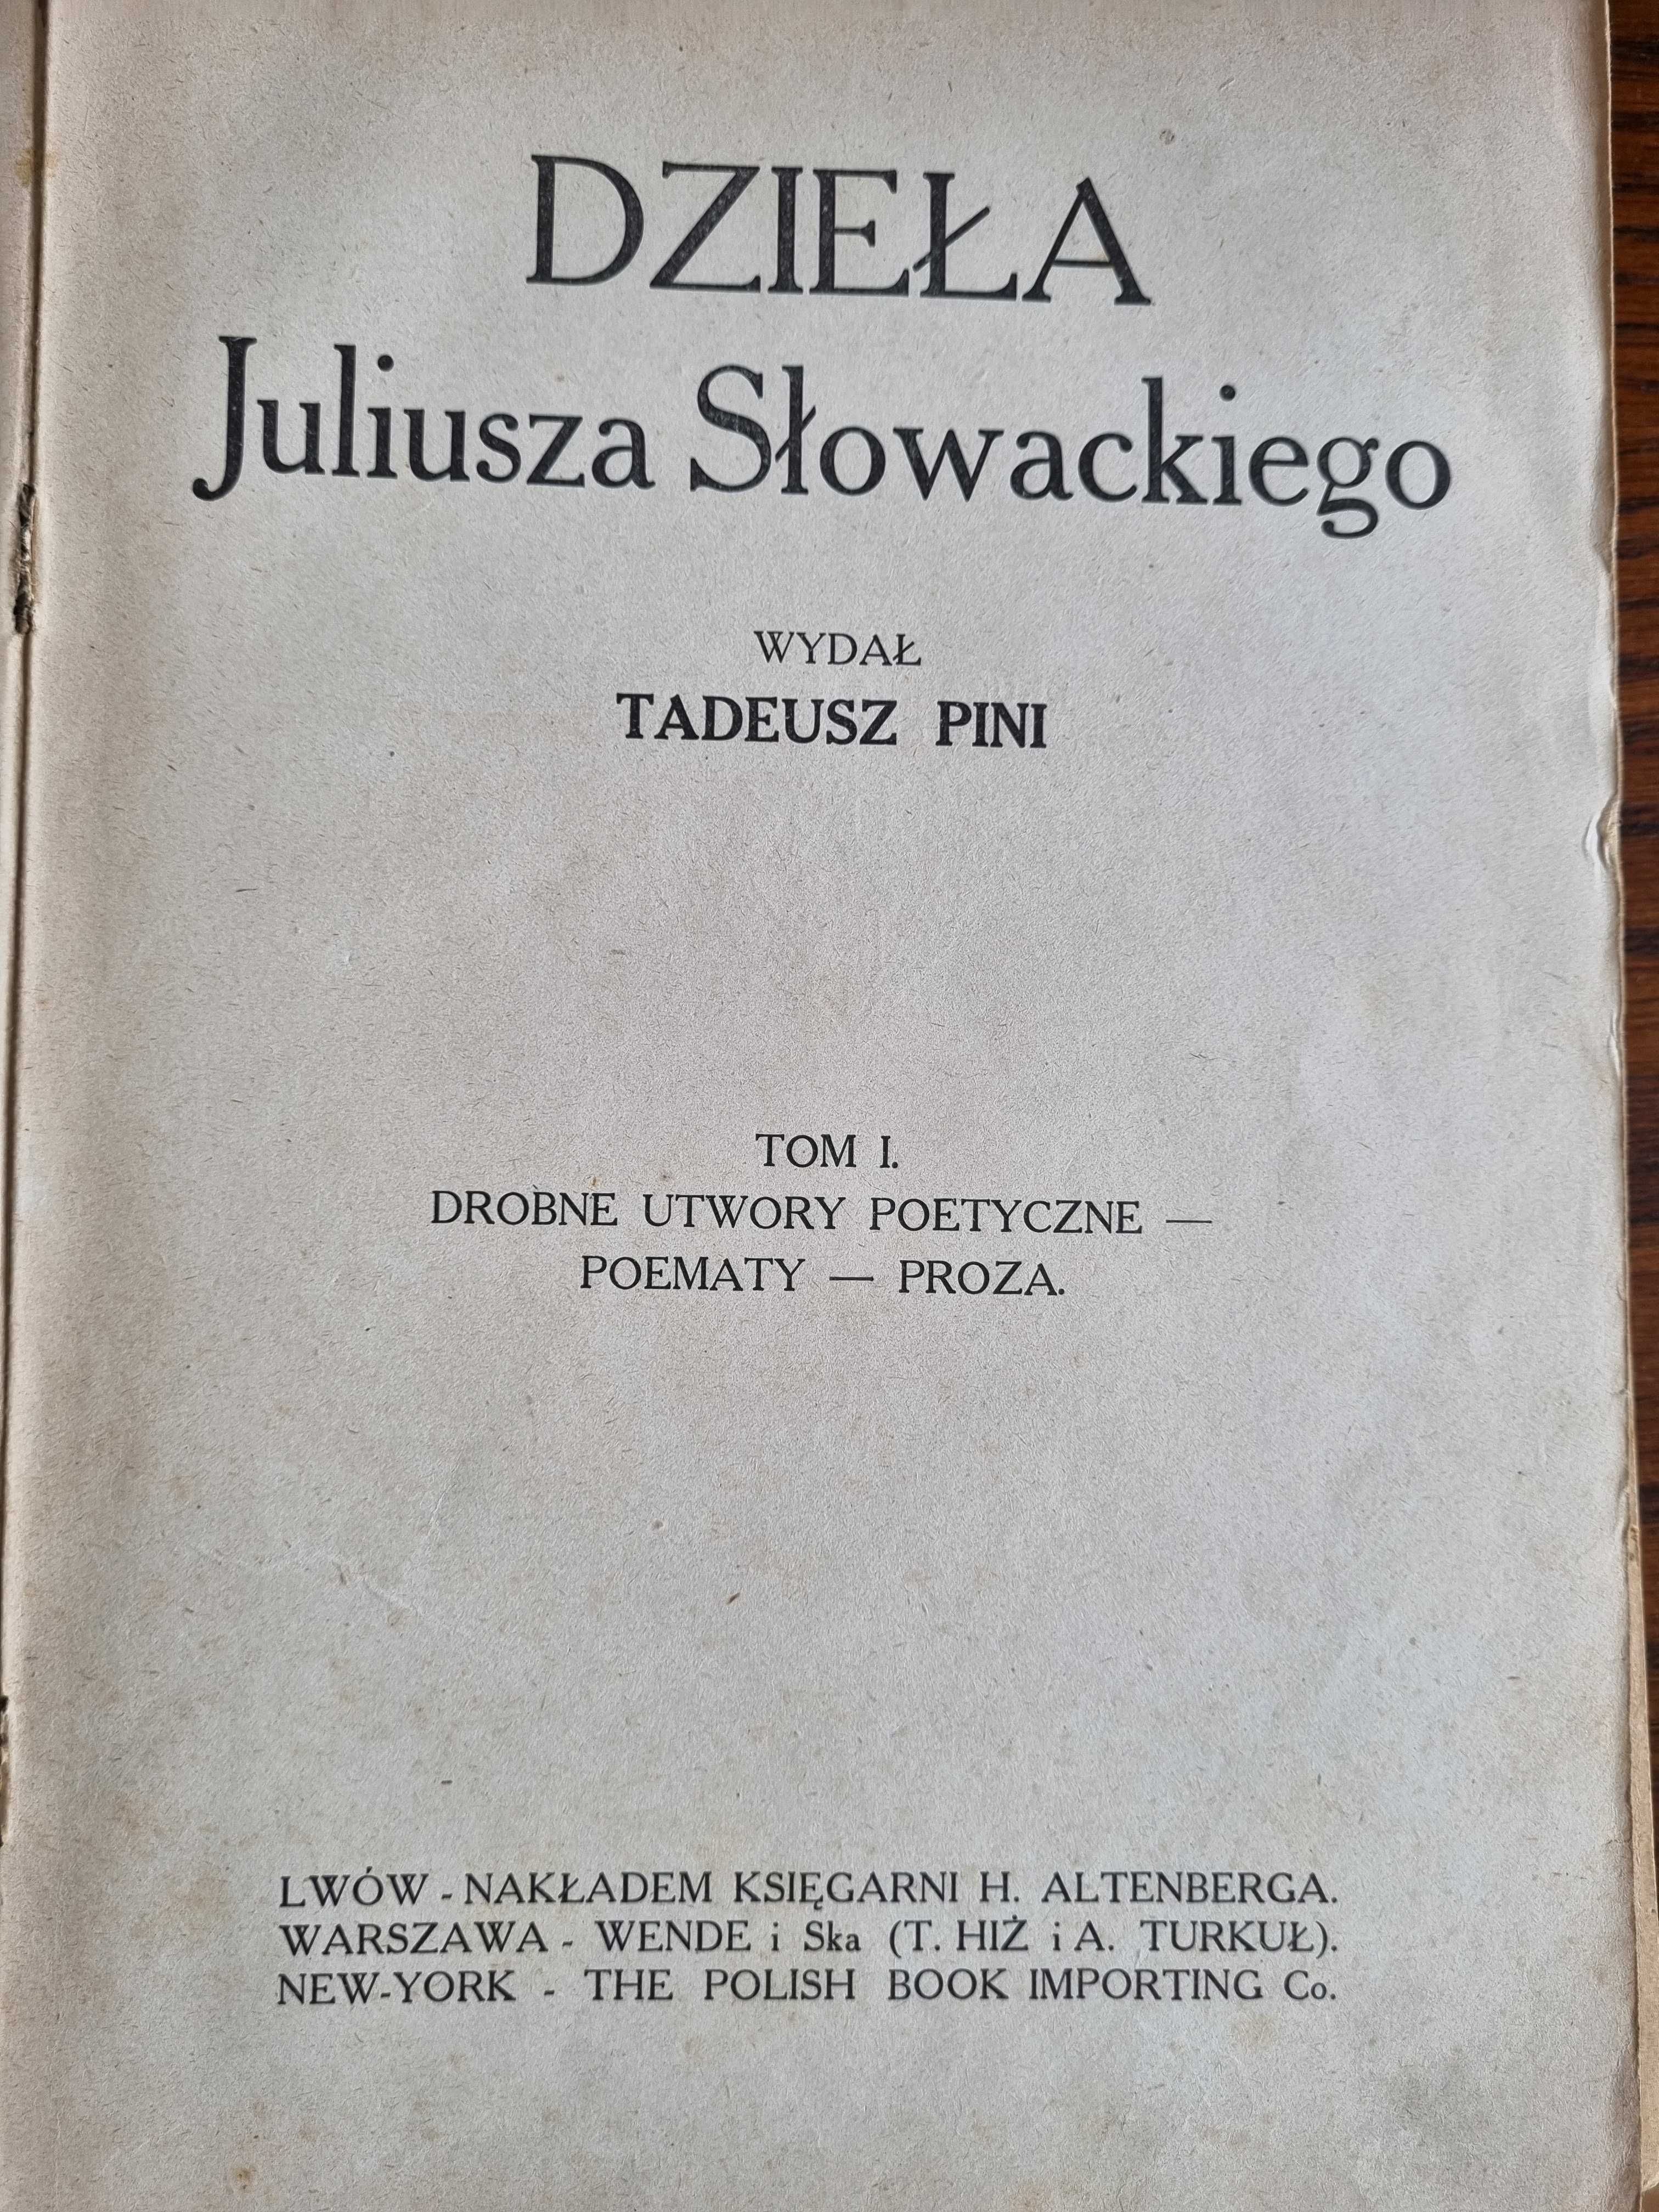 DZIEŁA
Juliusza Słowackiego
WYDAŁ
TADEUSZ PINI
TOM I.
DROBNE UTWORY POETYCZNE —
POEMATY — PROZA.
LWÓW - NAKŁADEM KSIĘGARNI H. ALTENBERGA.
WARSZAWA - WENDE i Ska (T. HIŻ i A. TURKUŁ).
NEW-YORK - THE POLISH BOOK IMPORTING Co.